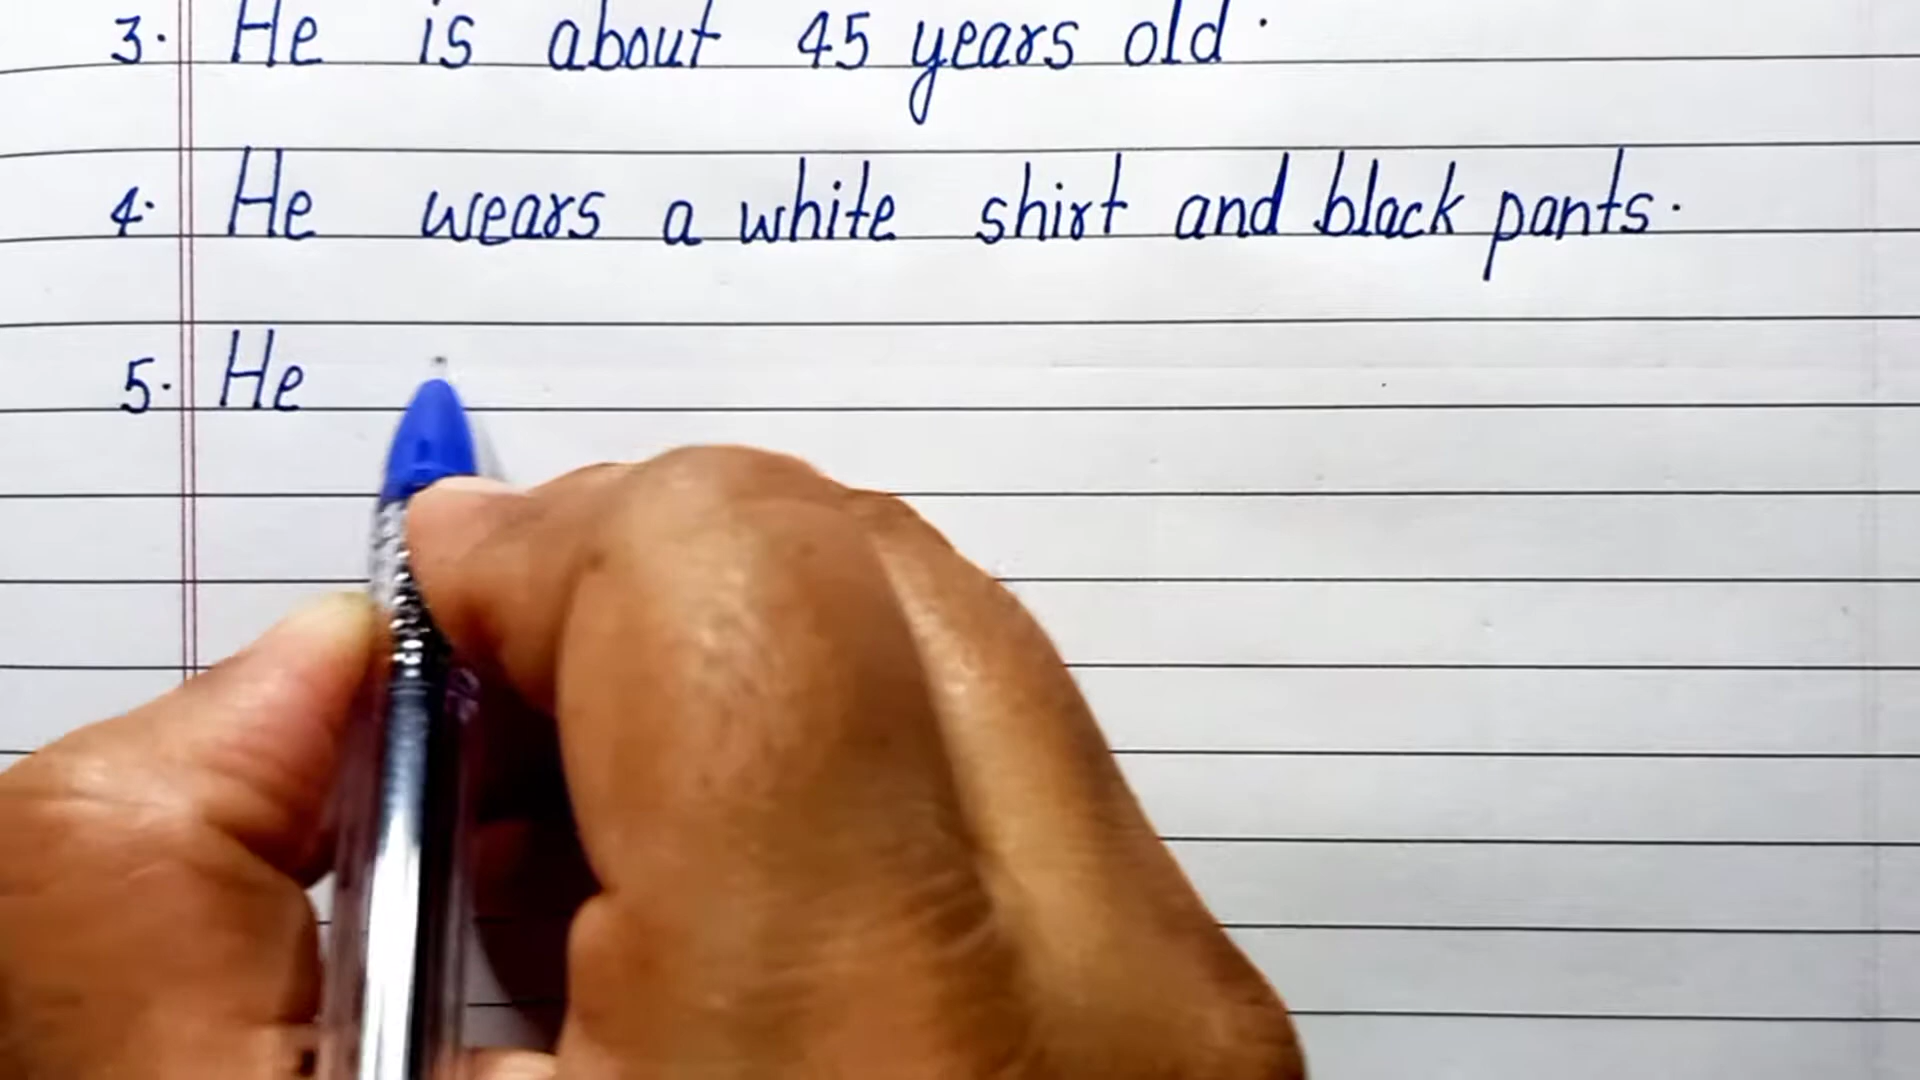 3. He is about 45 years old.
4. He wears a white shirt and black pants.
5. He